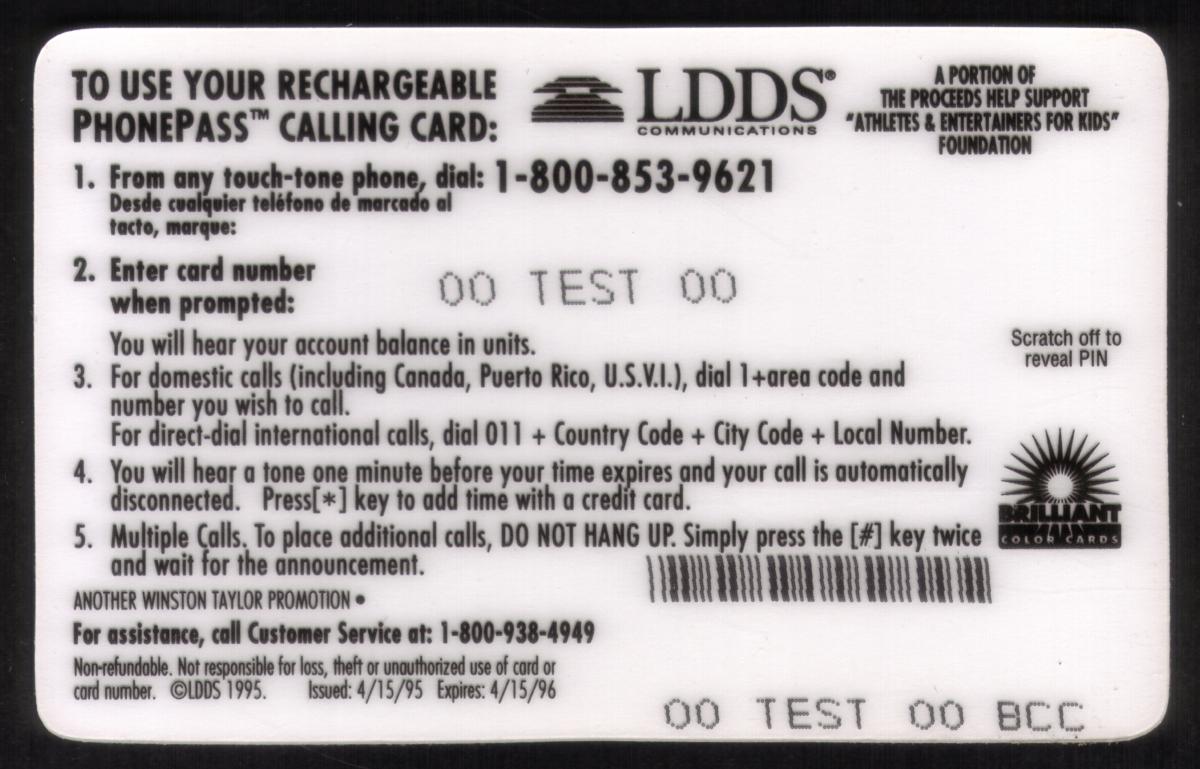 TO USE YOUR RECHARGEABLE
PHONEPASS™ CALLING CARD:
LDDS®
COMMUNICATIONS
A PORTION OF
THE PROCEEDS HELP SUPPORT
"ATHLETES & ENTERTAINERS FOR KIDS"
FOUNDATION
1. From any touch-tone phone, dial: 1-800-853-9621
Desde cualquier teléfono de marcado al
tacto, marque:
2. Enter card number
when prompted:
00 TEST 00
You will hear your account balance in units.
Scratch off to
reveal PIN
3. For domestic calls (including Canada, Puerto Rico, U.S.V.I.), dial 1+area code and
number you wish to call.
For direct-dial international calls, dial 011 + Country Code + City Code + Local Number.
4. You will hear a tone one minute before your time expires and your call is automatically
disconnected. Press[*] key to add time with a credit card.
BRILLIANT
COLOR CARDS
5. Multiple Calls. To place additional calls, DO NOT HANG UP. Simply press the [#] key twice
and wait for the announcement.
ANOTHER WINSTON TAYLOR PROMOTION •
For assistance, call Customer Service at: 1-800-938-4949
Non-refundable. Not responsible for loss, theft or unauthorized use of card or
card number. ©LDDS 1995. Issued: 4/15/95 Expires: 4/15/96
00 TEST 00 BCC